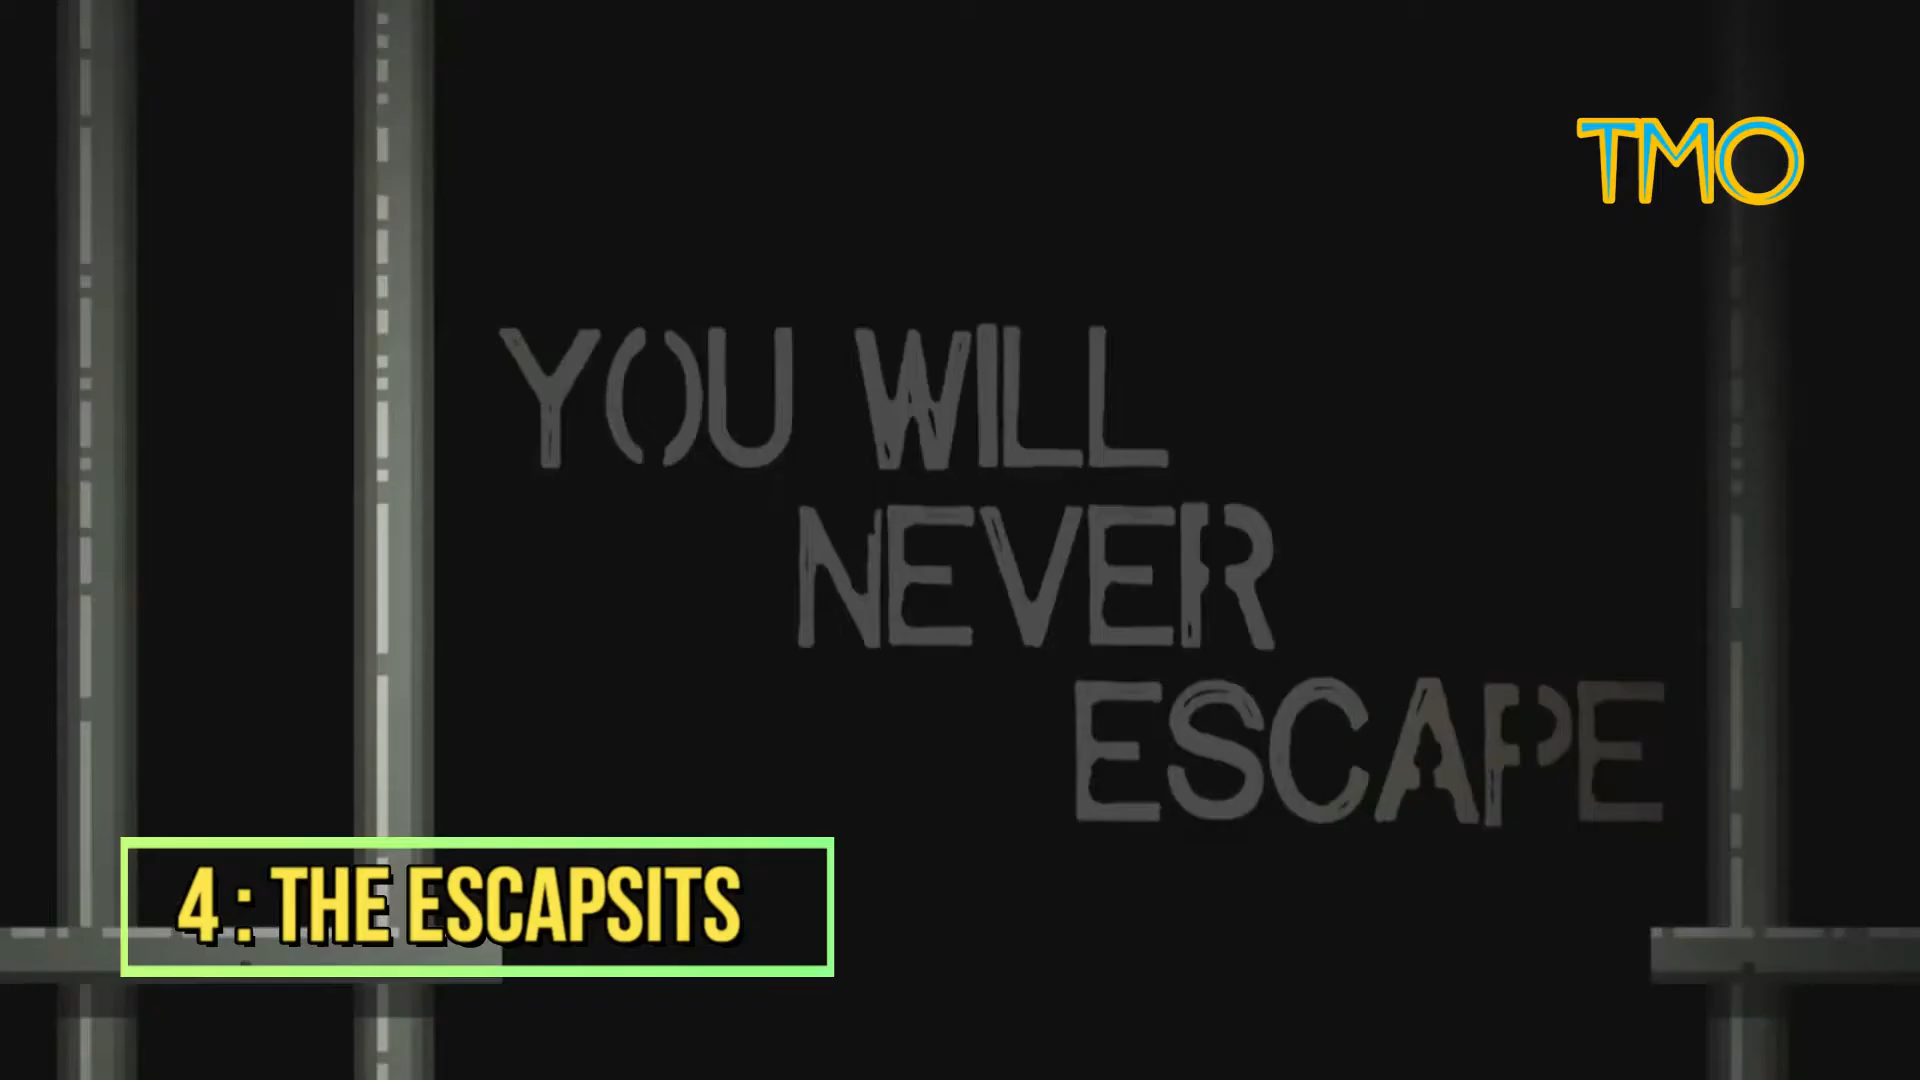 TMO
YOU WILL
NEVER
ESCAPE
4 : THE ESCAPSITS